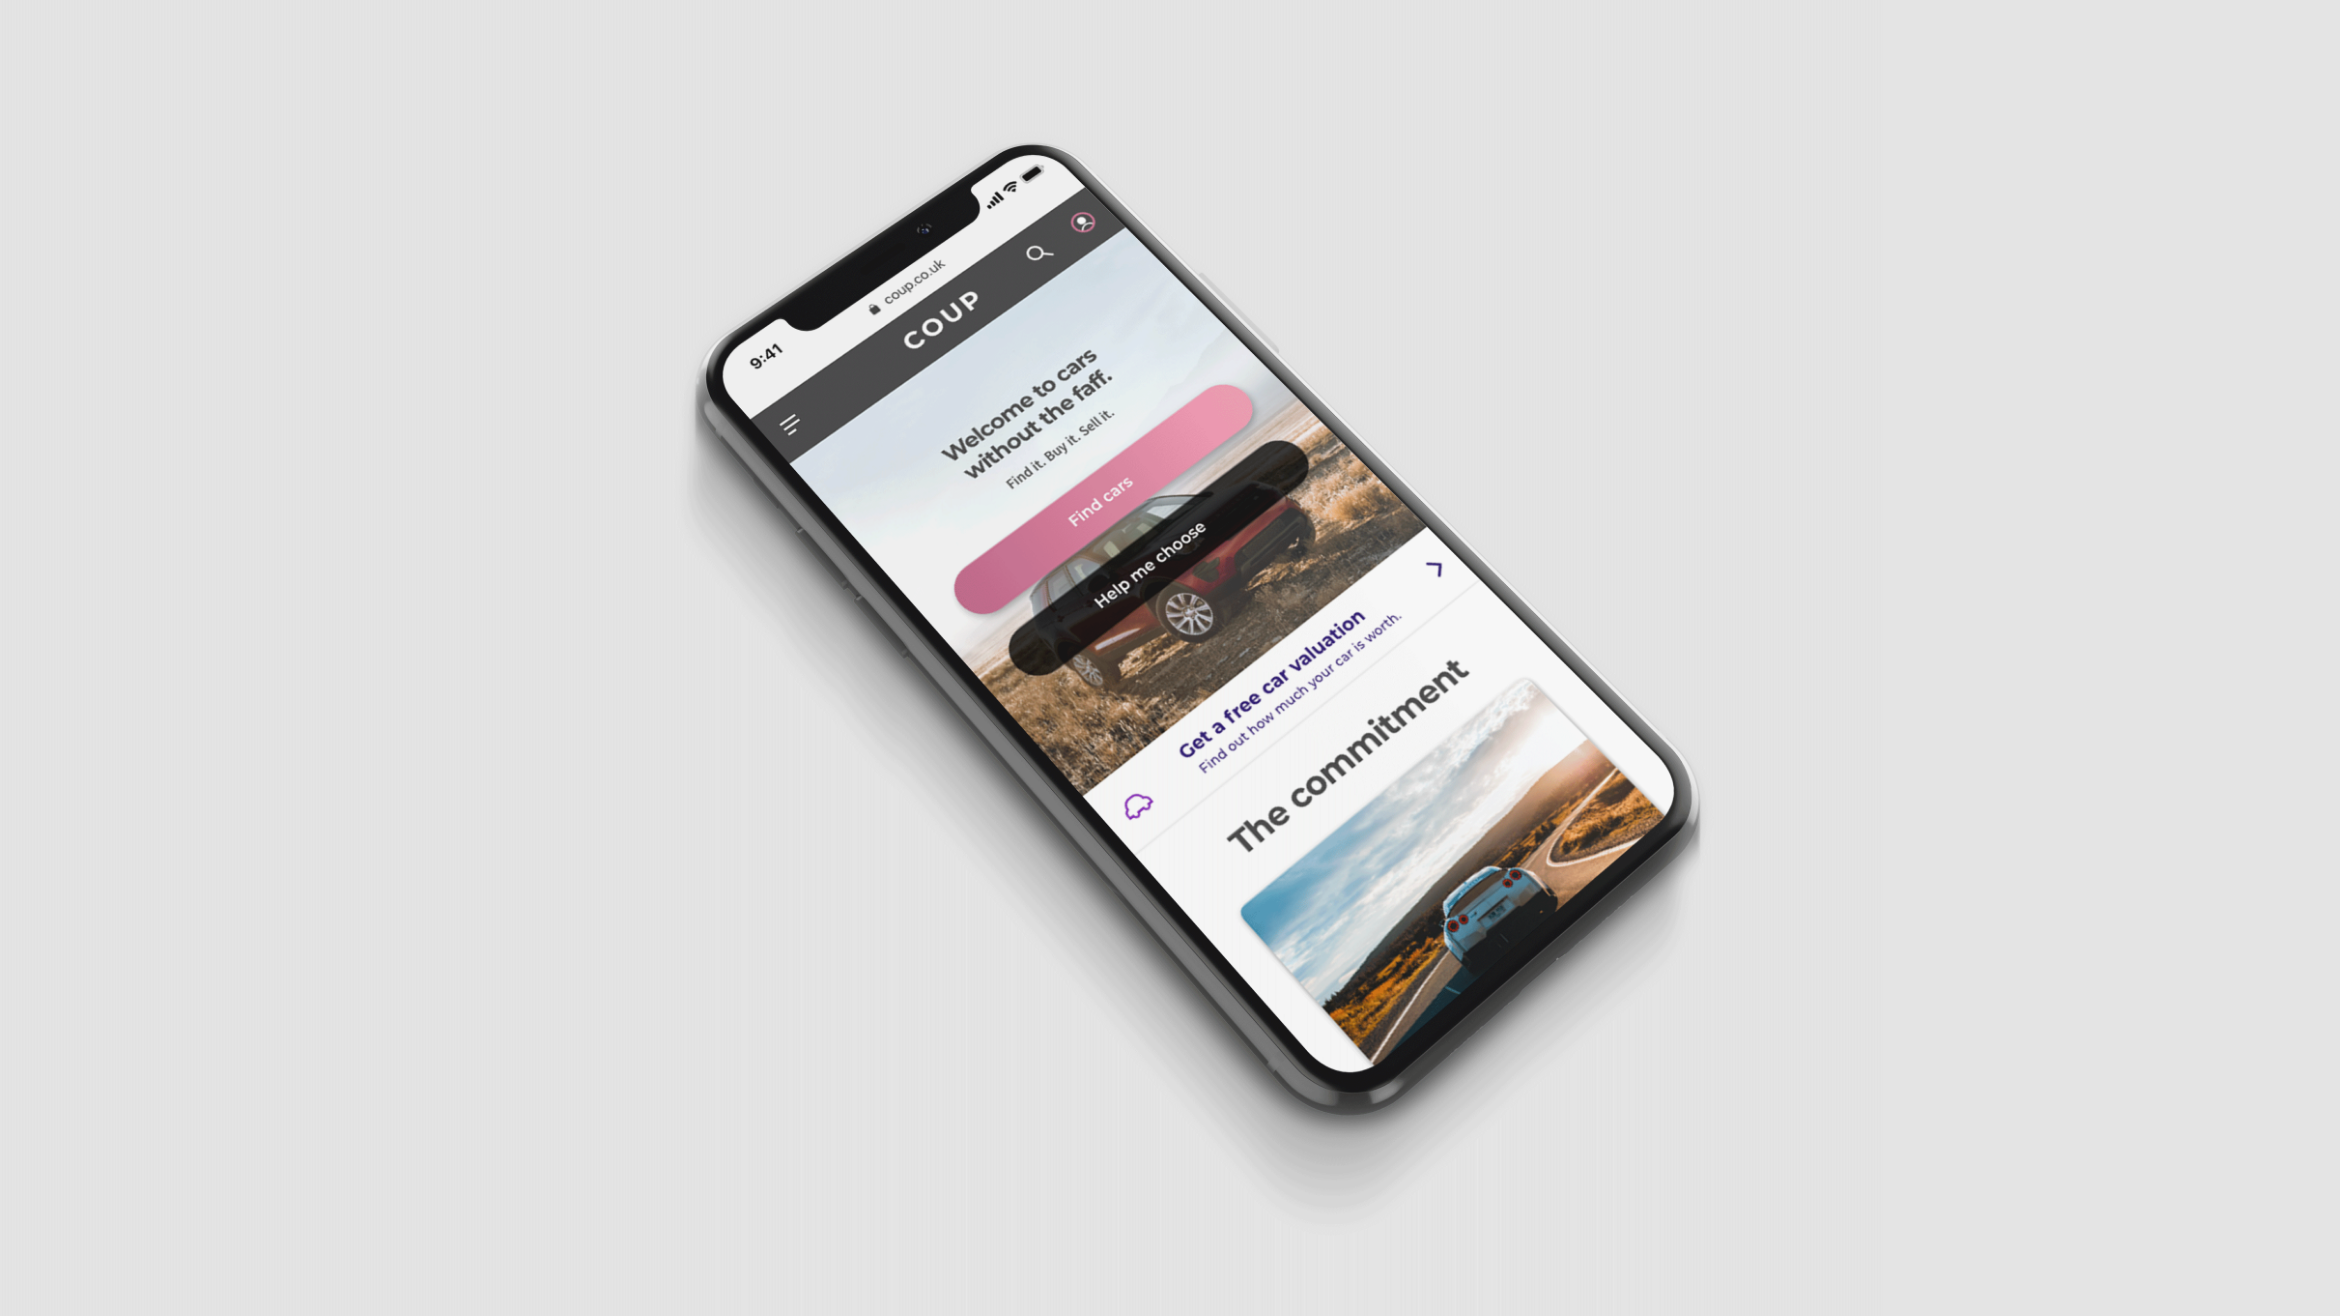 9:41
coup.co.uk
COUP
Welcome to cars
without the faff.
Find it. Buy it. Sell it.
Find cars
Help me choose
Get a free car valuation
Find out how much your car is worth.
The commitment